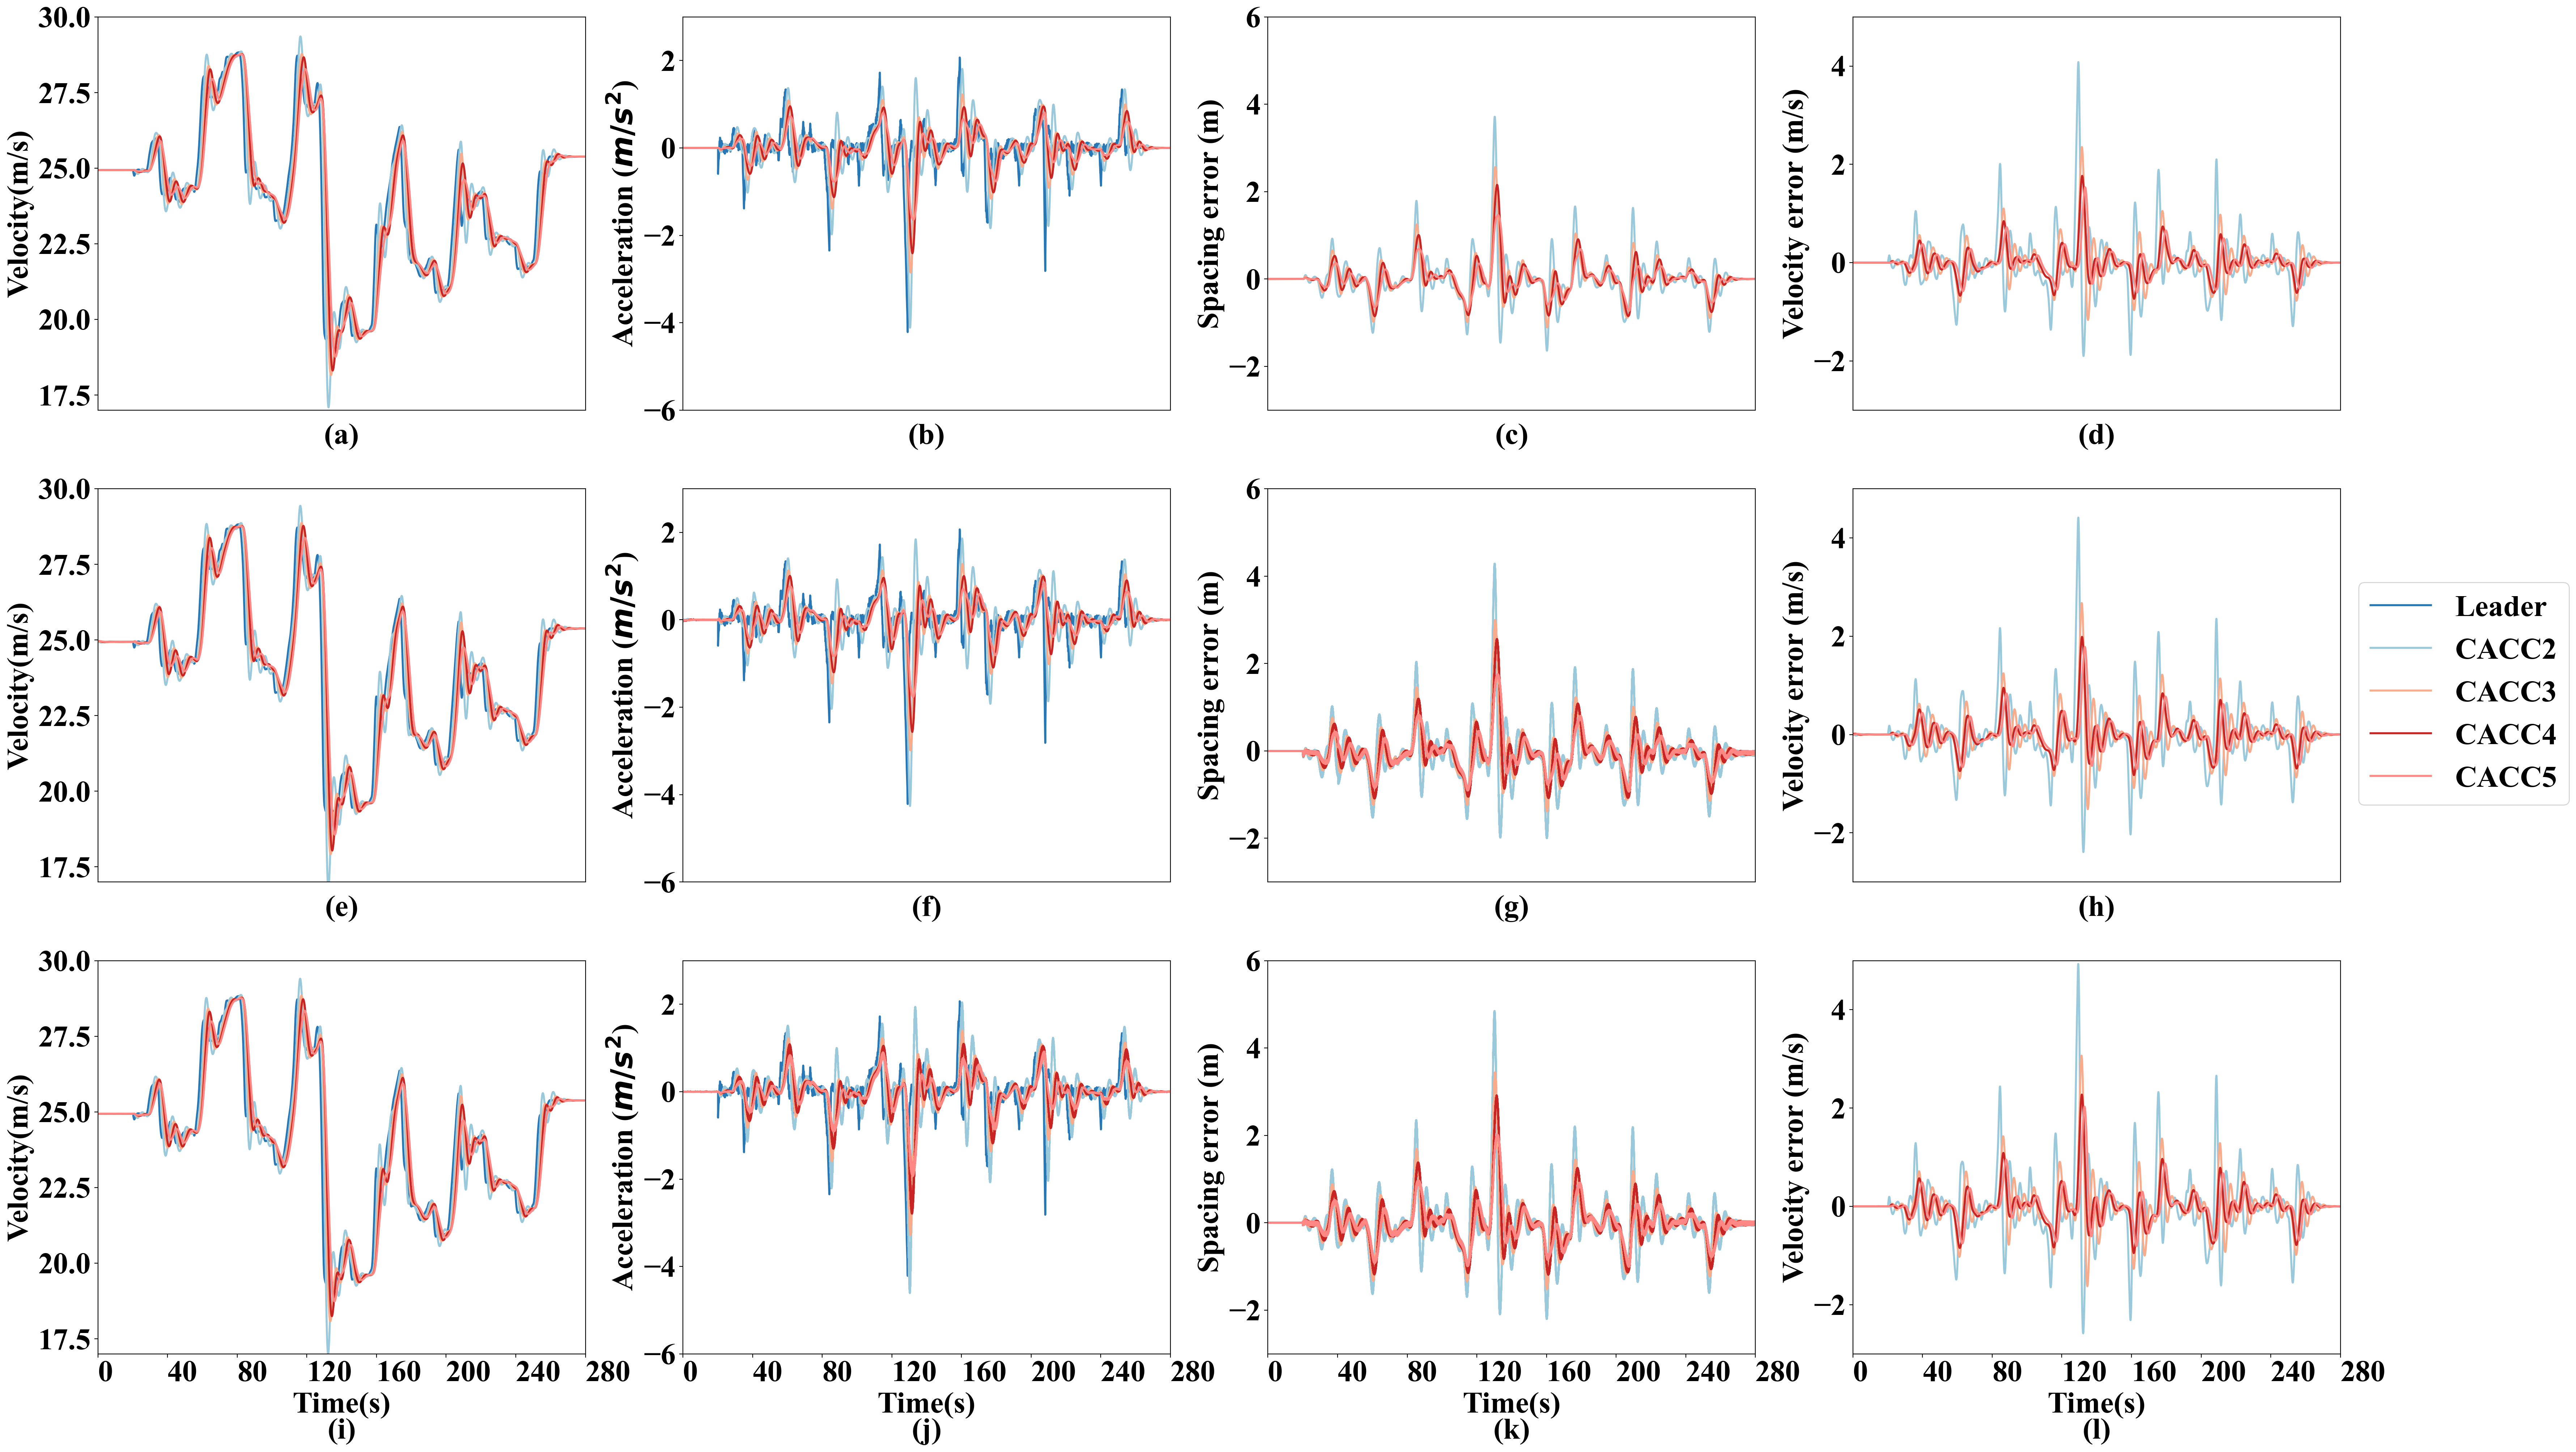 30.0
27.5
25.0
22.5
20.0
17.5
Velocity(m/s)
(a)
2
0
−2
−4
−6
Acceleration (m/s²)
(b)
6
4
2
0
−2
Spacing error (m)
(c)
4
2
0
−2
Velocity error (m/s)
(d)
30.0
27.5
25.0
22.5
20.0
17.5
Velocity(m/s)
(e)
2
0
−2
−4
−6
Acceleration (m/s²)
(f)
6
4
2
0
−2
Spacing error (m)
(g)
4
2
0
−2
Velocity error (m/s)
(h)
Leader
CACC2
CACC3
CACC4
CACC5
30.0
27.5
25.0
22.5
20.0
17.5
Velocity(m/s)
0 40 80 120 160 200 240 280
Time(s)
(i)
2
0
−2
−4
−6
Acceleration (m/s²)
0 40 80 120 160 200 240 280
Time(s)
(j)
6
4
2
0
−2
Spacing error (m)
0 40 80 120 160 200 240 280
Time(s)
(k)
4
2
0
−2
Velocity error (m/s)
0 40 80 120 160 200 240 280
Time(s)
(l)